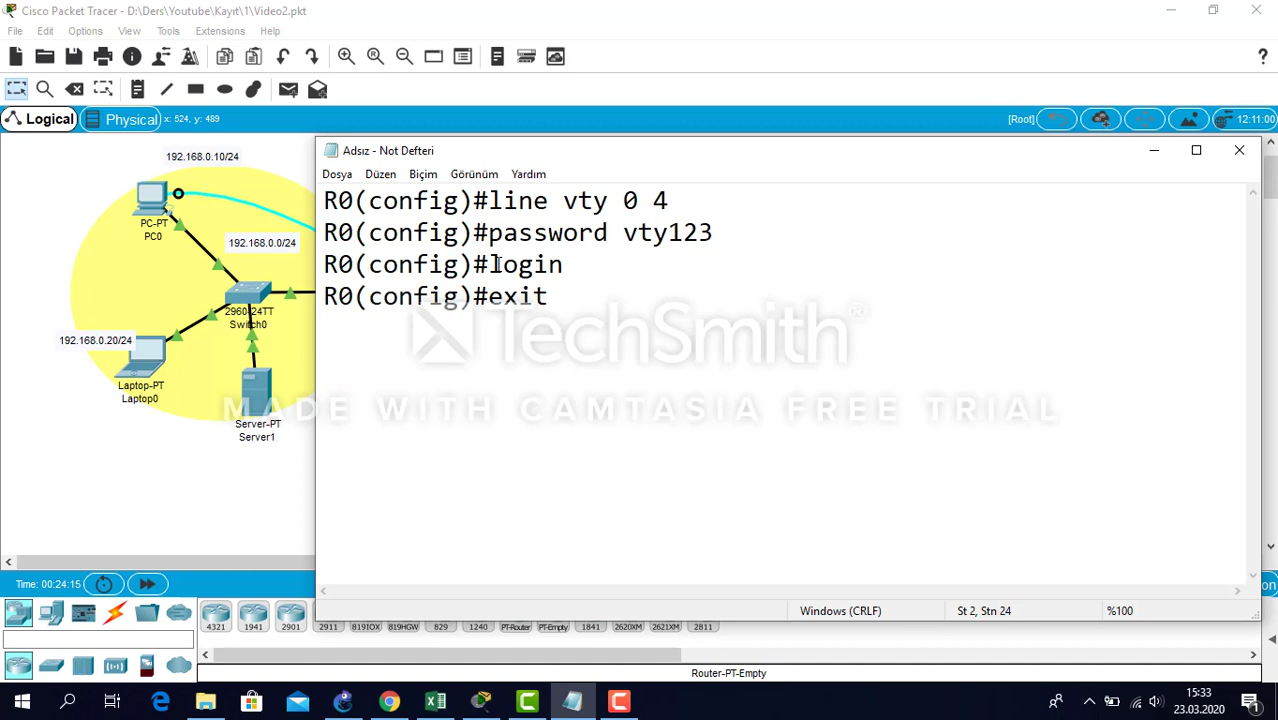 Cisco Packet Tracer - D:\Ders\Youtube\Kayıt\1\Video2.pkt
File Edit Options View Tools Extensions Help
Logical Physical x: 524, y: 489 [Root] 12:11:00
Adsız - Not Defteri
Dosya Düzen Biçim Görünüm Yardım
R0(config)#line vty 0 4
R0(config)#password vty123
R0(config)#login
R0(config)#exit
192.168.0.10/24
PC-PT
PC0
192.168.0.0/24
2960-24TT
Switch0
192.168.0.20/24
Laptop-PT
Laptop0
Server-PT
Server1
TechSmith®
MADE WITH CAMTASIA FREE TRIAL
Windows (CRLF) St 2, Stn 24 %100
Time: 00:24:15
on
4321 1941 2901 2911 819IOX 819HGW 829 1240 PT-Router PT-Empty 1841 2620XM 2621XM 2811
Router-PT-Empty
15:33
23.03.2020
1